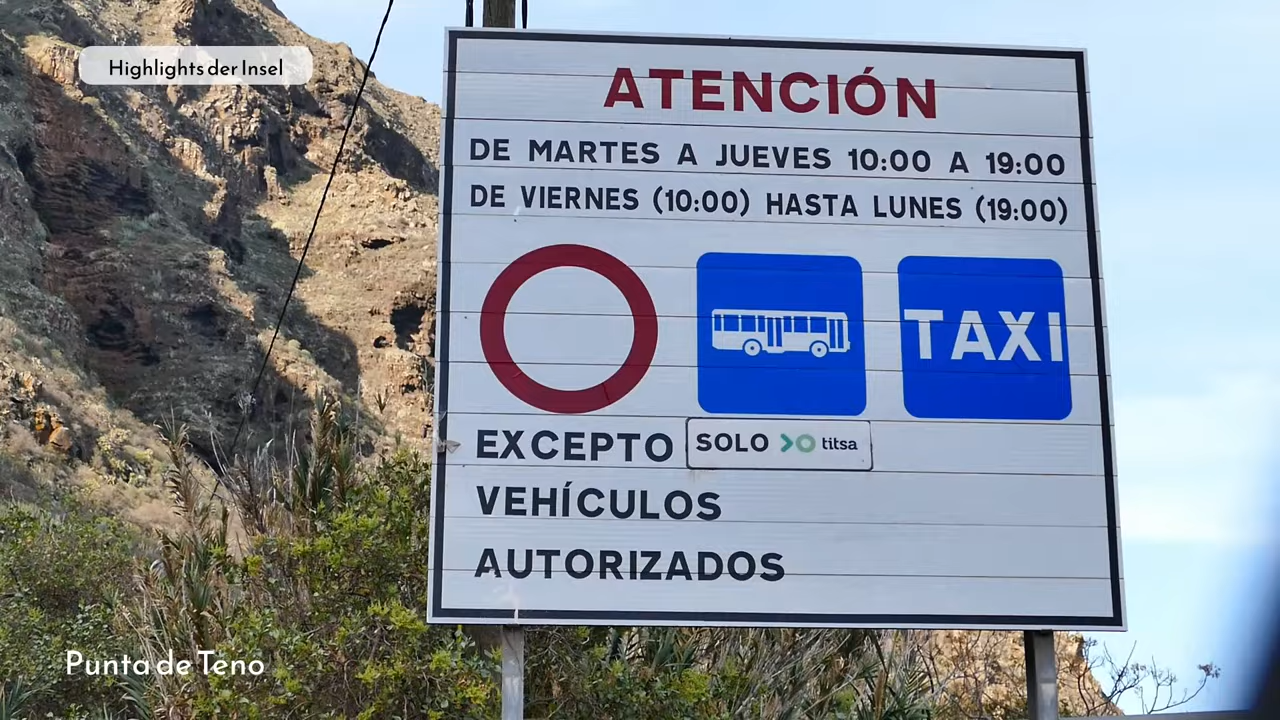 Highlights der Insel
ATENCIÓN
DE MARTES A JUEVES 10:00 A 19:00
DE VIERNES (10:00) HASTA LUNES (19:00)
TAXI
EXCEPTO SOLO titsa
VEHÍCULOS
AUTORIZADOS
Punta de Teno